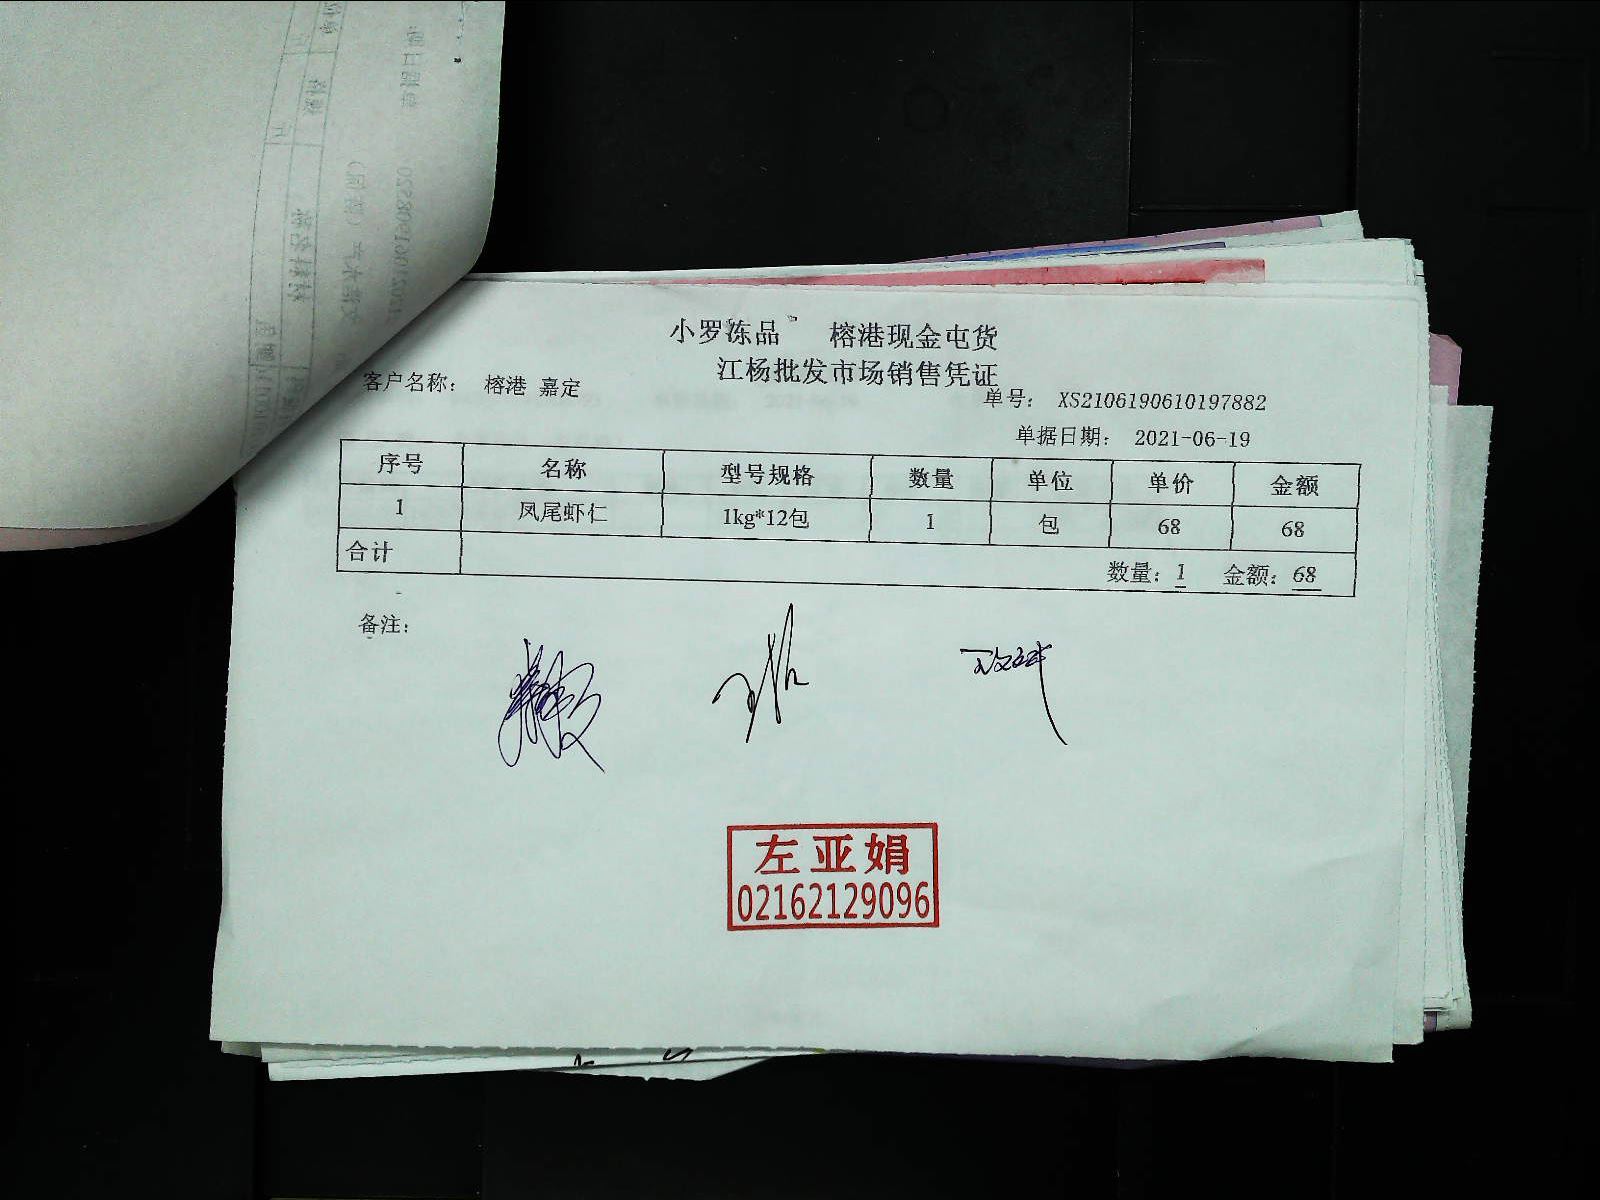 小罗冻品 榕港现金屯货
江杨批发市场销售凭证
客户名称： 榕港 嘉定
单号： XS2106190610197882
单据日期： 2021-06-19
序号 名称 型号规格 数量 单位 单价 金额
1 凤尾虾仁 1kg*12包 1 包 68 68
合计 数量：1 金额：68
备注：
左亚娟
02162129096